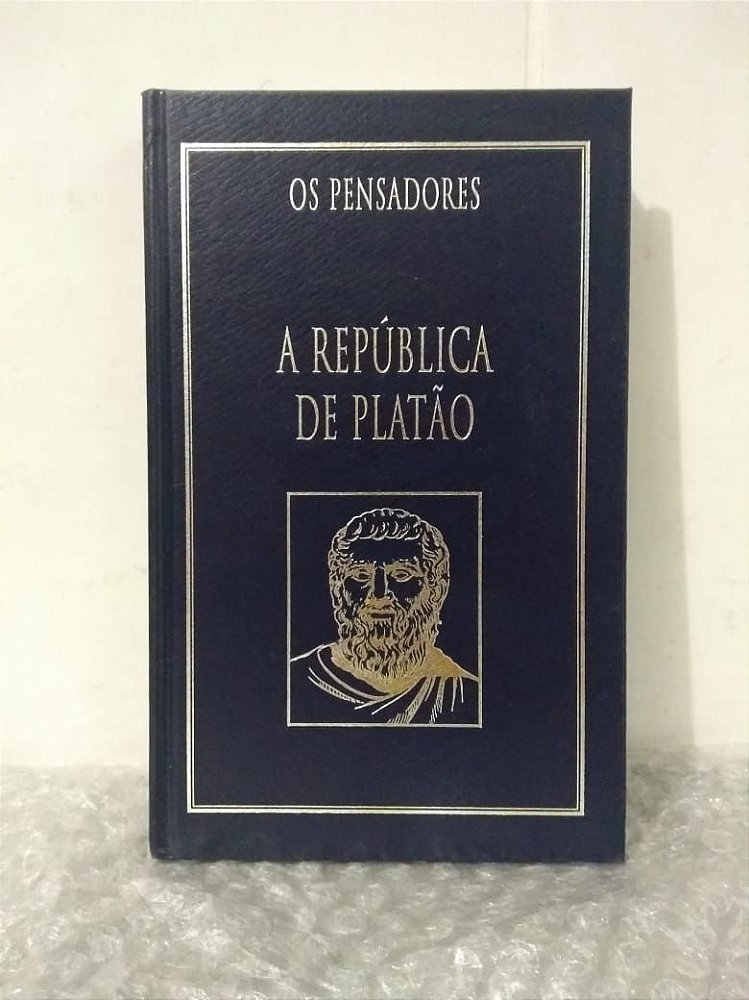 OS PENSADORES
A REPÚBLICA
DE PLATÃO